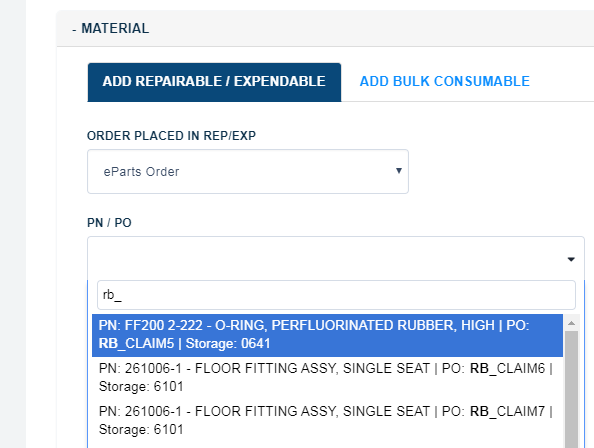 - MATERIAL
ADD REPAIRABLE / EXPENDABLE
ADD BULK CONSUMABLE
ORDER PLACED IN REP/EXP
eParts Order
PN / PO
rb_
PN: FF200 2-222 - O-RING, PERFLUORINATED RUBBER, HIGH | PO:
RB_CLAIM5 | Storage: 0641
PN: 261006-1 - FLOOR FITTING ASSY, SINGLE SEAT | PO: RB_CLAIM6 |
Storage: 6101
PN: 261006-1 - FLOOR FITTING ASSY, SINGLE SEAT | PO: RB_CLAIM7 |
Storage: 6101